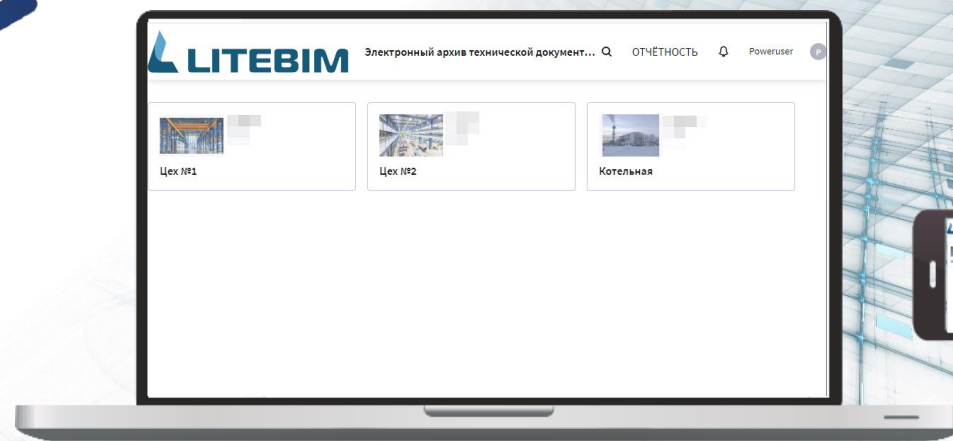 LITEBIM
Электронный архив технической документ... ОТЧЁТНОСТЬ Poweruser P
Цех №1 Цех №2 Котельная